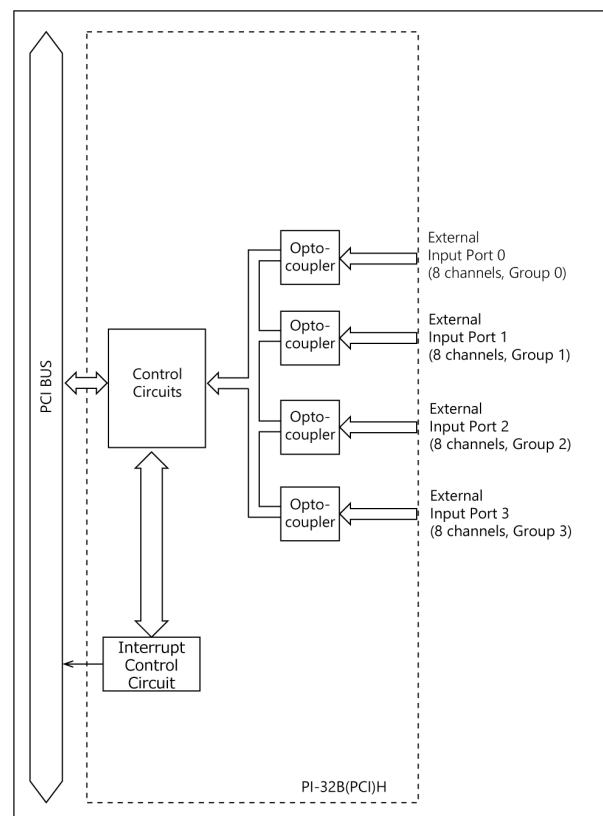 PCI BUS
Opto-
coupler
External
Input Port 0
(8 channels, Group 0)
Opto-
coupler
External
Input Port 1
(8 channels, Group 1)
Control
Circuits
Opto-
coupler
External
Input Port 2
(8 channels, Group 2)
Opto-
coupler
External
Input Port 3
(8 channels, Group 3)
Interrupt
Control
Circuit
PI-32B(PCI)H